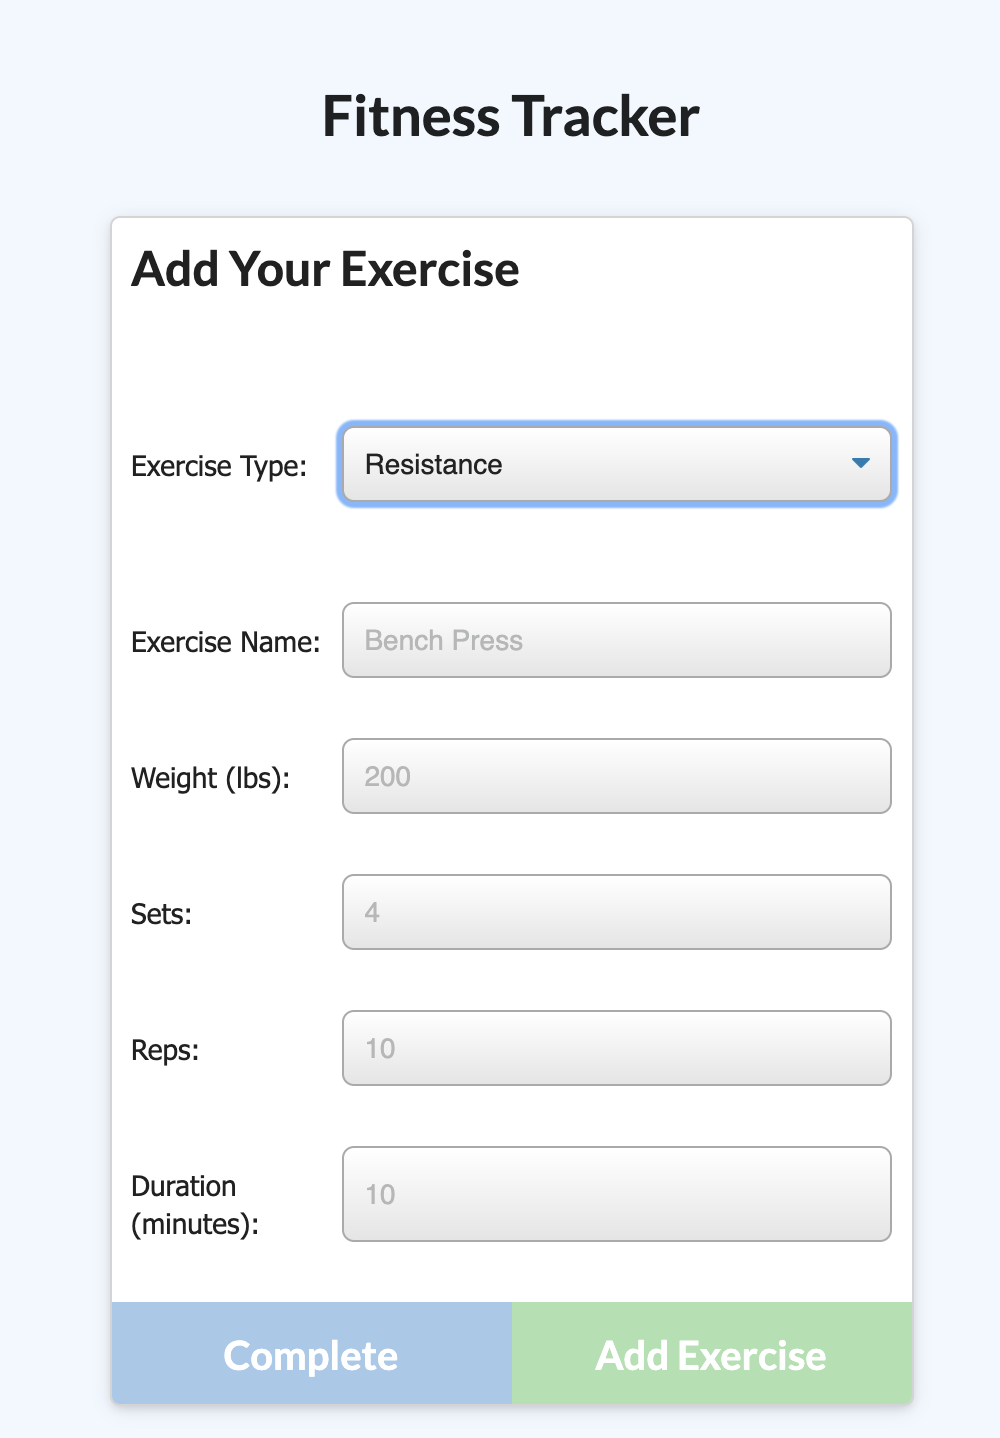 Fitness Tracker
Add Your Exercise
Exercise Type: Resistance
Exercise Name: Bench Press
Weight (lbs): 200
Sets: 4
Reps: 10
Duration
(minutes): 10
Complete Add Exercise